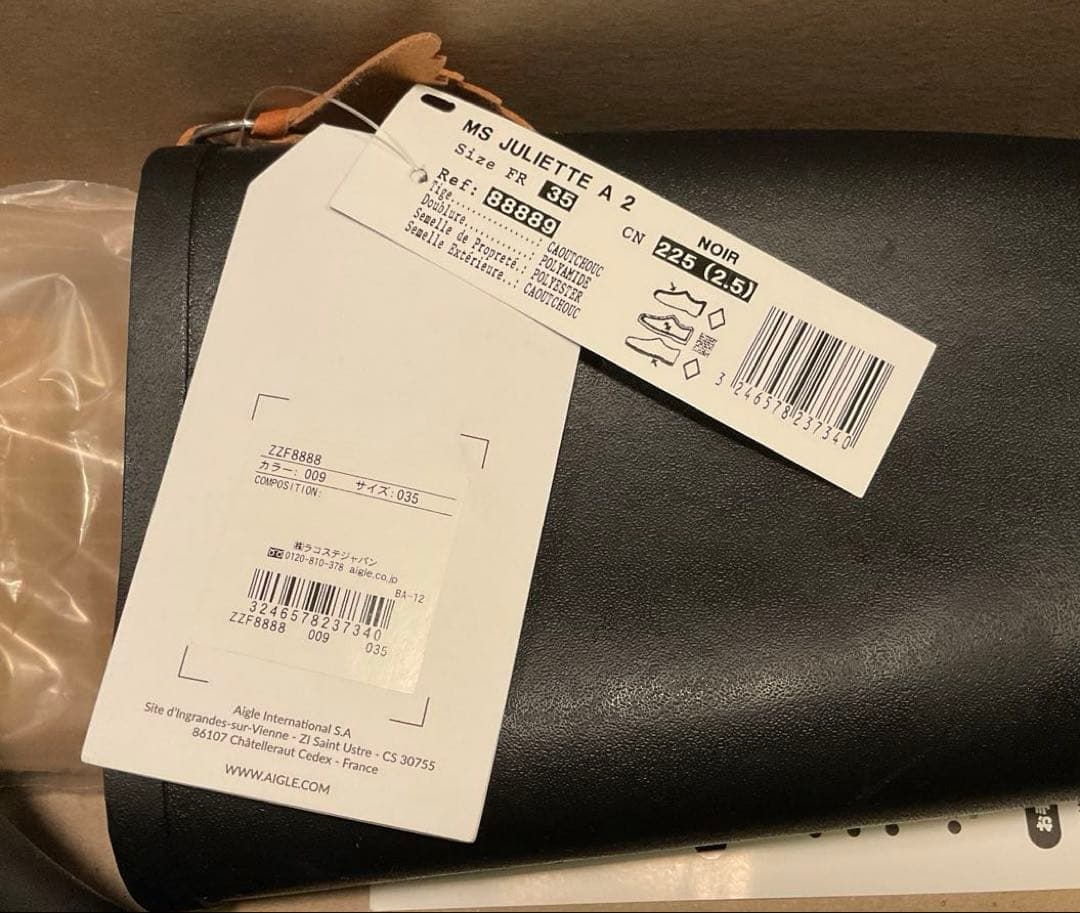 MS JULIETTE A 2
Size FR 35
Ref: 88889
NOIR
CN 225 (2.5)
Tige................: CAOUTCHOUC
Doublure..........: POLYAMIDE
Semelle de Propreté.: POLYESTER
Semelle Extérieure..: CAOUTCHOUC
3 246578 237340
ZZF8888
カラー: 009 サイズ:035
COMPOSITION:
㈱ラコステジャパン
0120-810-378 aigle.co.jp
BA-12
3246578237340
ZZF8888 009 035
Aigle International S.A
Site d'Ingrandes-sur-Vienne - ZI Saint Ustre - CS 30755
86107 Châtelleraut Cedex - France
WWW.AIGLE.COM